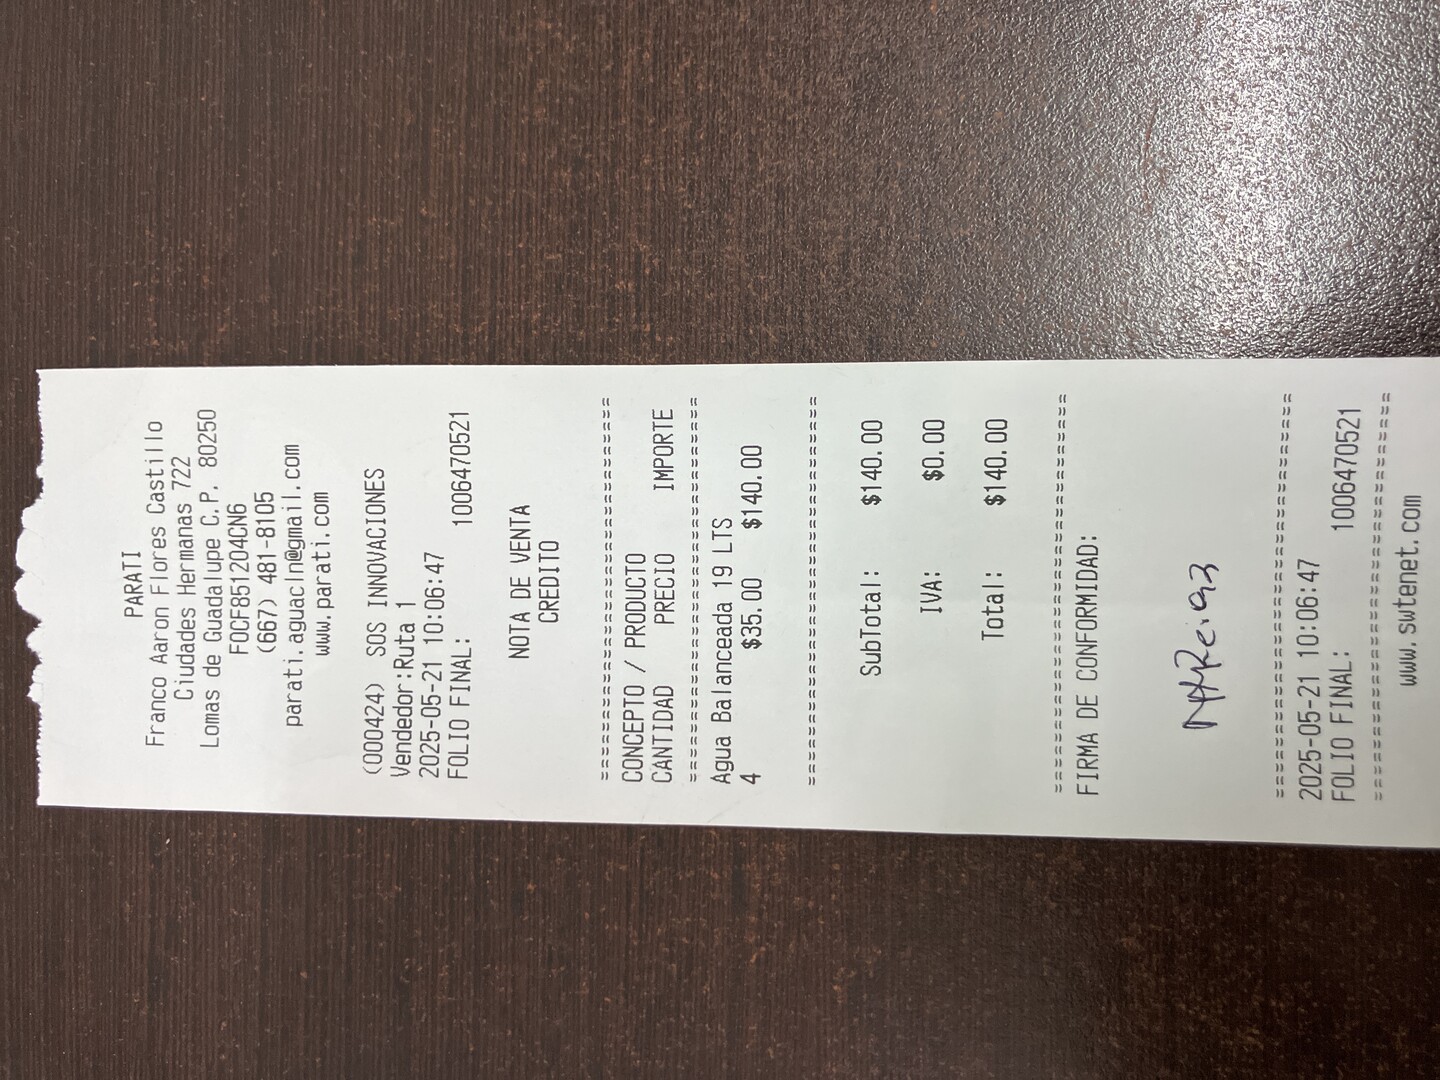 PARATI
Franco Aaron Flores Castillo
Ciudades Hermanas 722
Lomas de Guadalupe C.P. 80250
FOCF851204CN6
(667) 481-8105
parati.aguacln@gmail.com
www.parati.com
(000424) SOS INNOVACIONES
Vendedor:Ruta 1
2025-05-21 10:06:47
FOLIO FINAL: 1006470521
NOTA DE VENTA
CREDITO
CONCEPTO / PRODUCTO
CANTIDAD PRECIO IMPORTE
Agua Balanceada 19 LTS
4 $35.00 $140.00
SubTotal: $140.00
IVA: $0.00
Total: $140.00
FIRMA DE CONFORMIDAD:
2025-05-21 10:06:47
FOLIO FINAL: 1006470521
www.swtenet.com